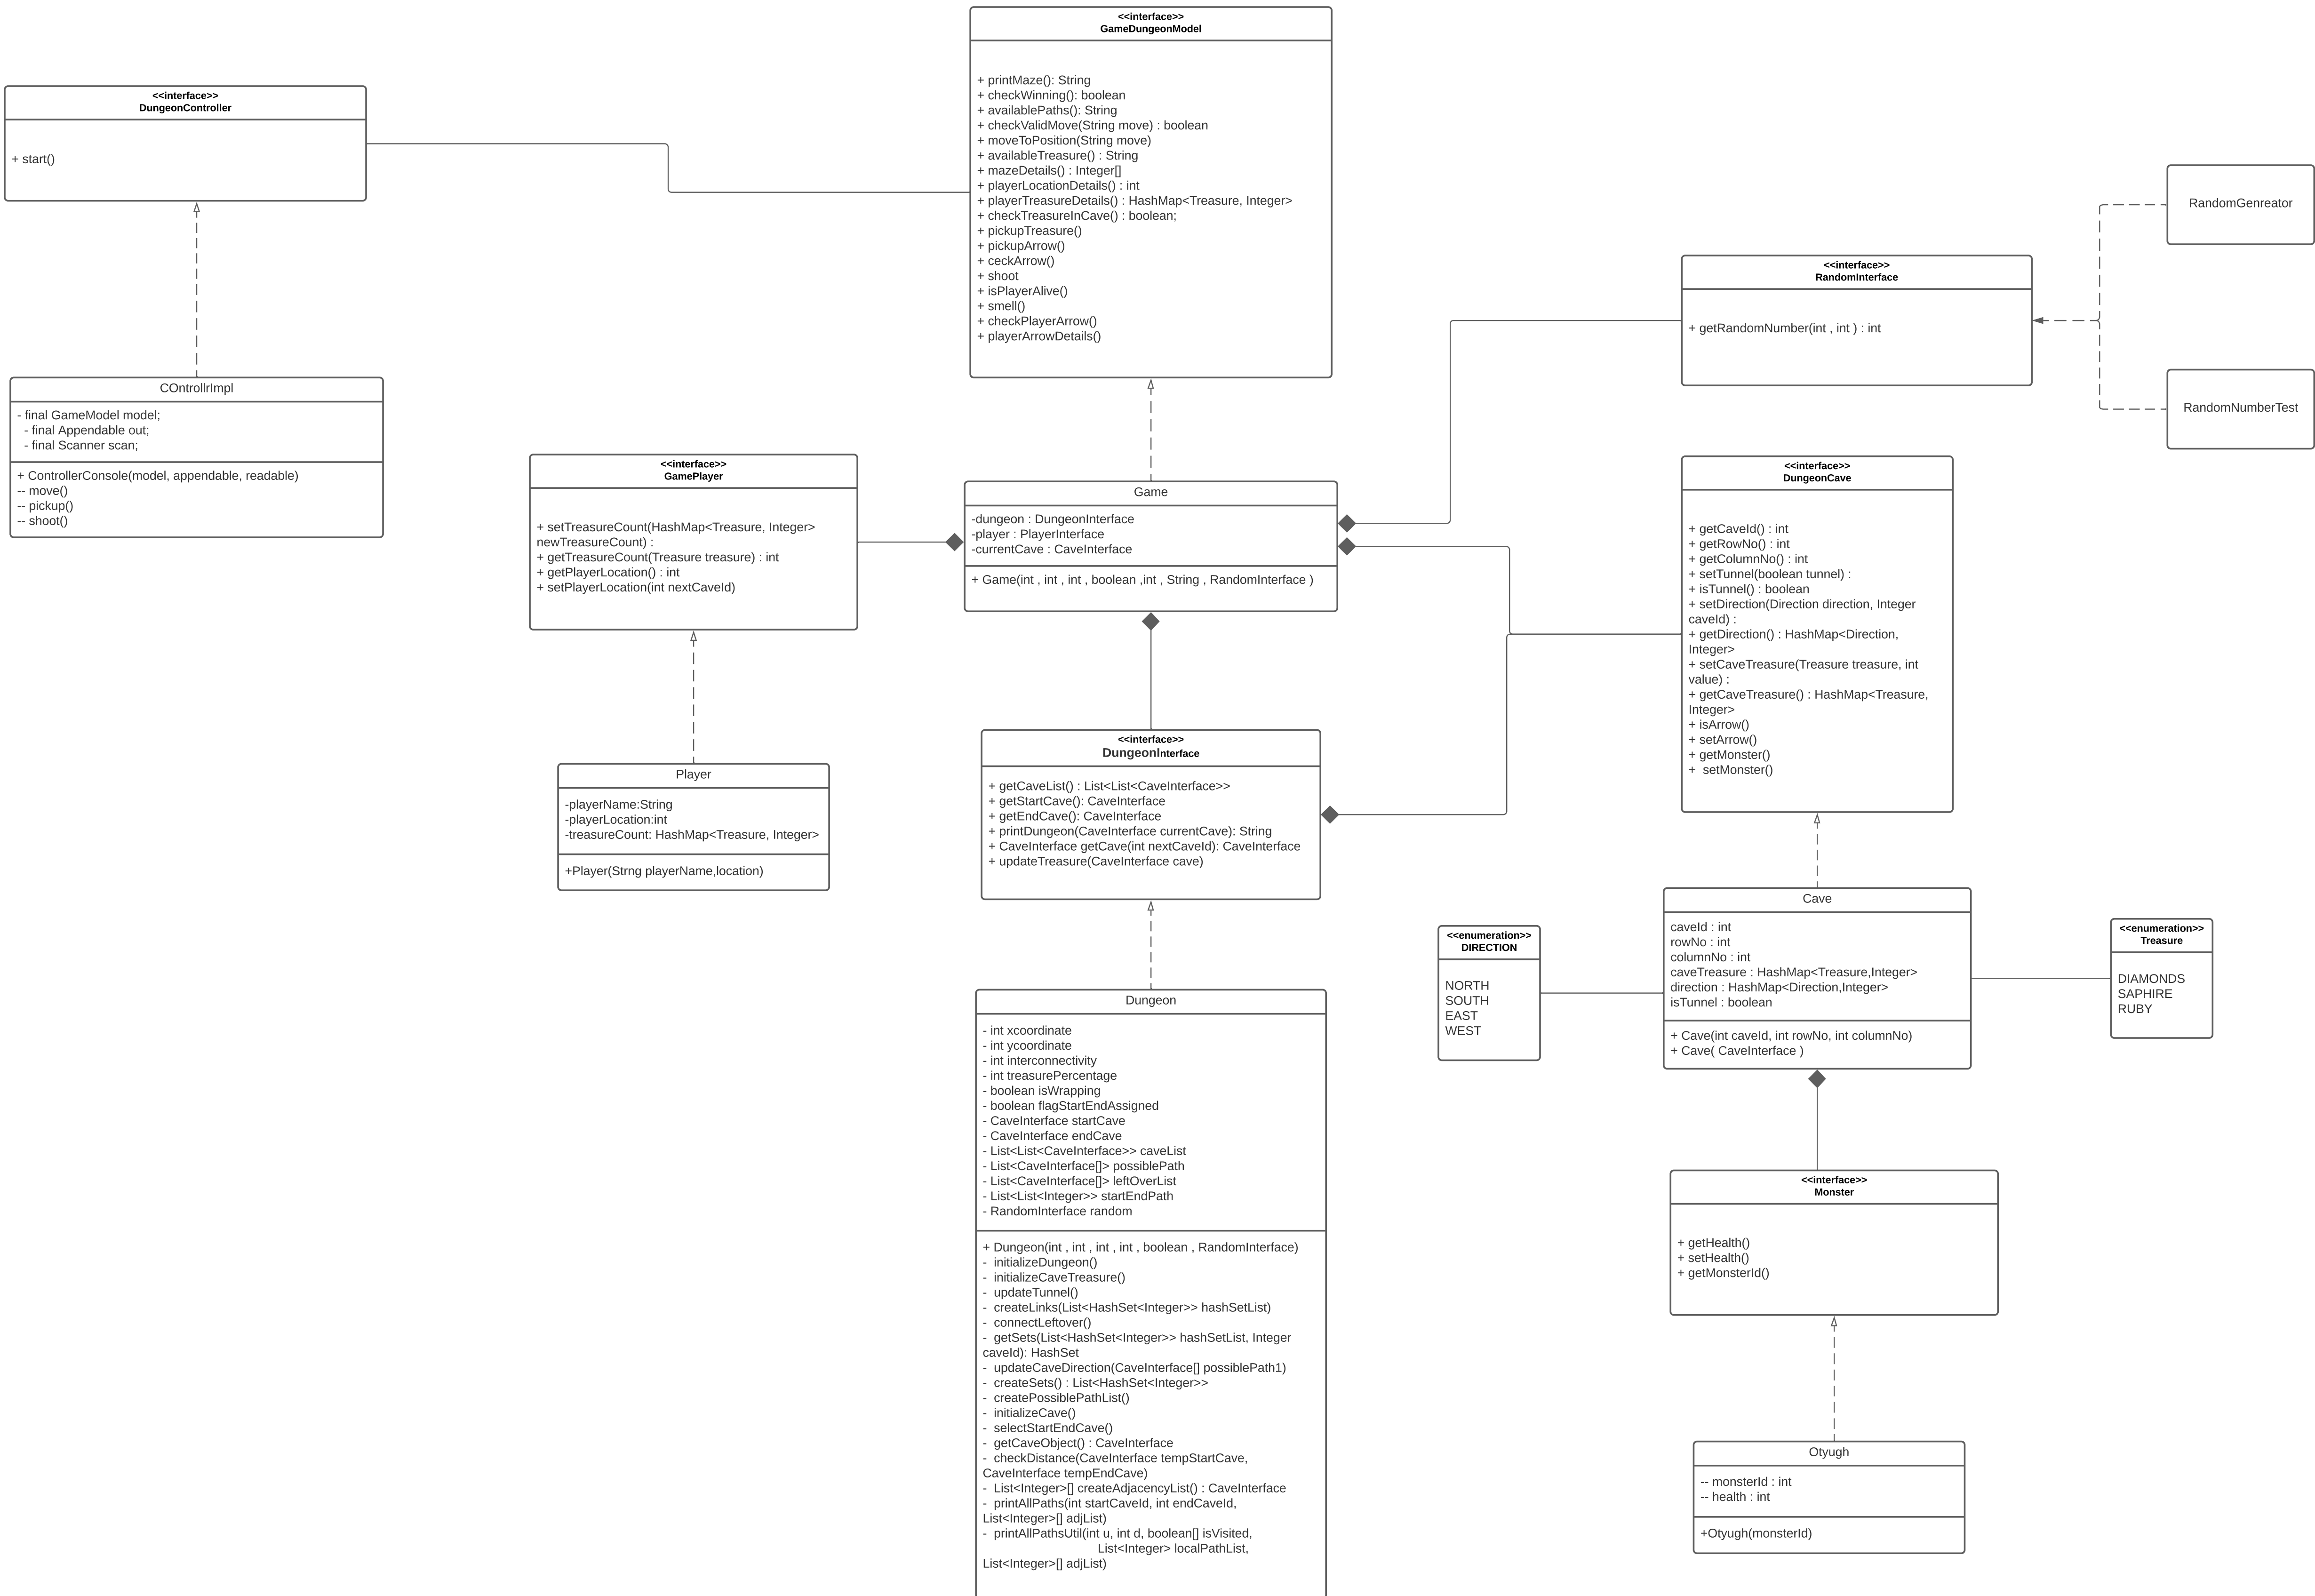 <<interface>>
GameDungeonModel
+ printMaze(): String
+ checkWinning(): boolean
+ availablePaths(): String
+ checkValidMove(String move) : boolean
+ moveToPosition(String move)
+ availableTreasure() : String
+ mazeDetails() : Integer[]
+ playerLocationDetails() : int
+ playerTreasureDetails() : HashMap<Treasure, Integer>
+ checkTreasureInCave() : boolean;
+ pickupTreasure()
+ pickupArrow()
+ ceckArrow()
+ shoot
+ isPlayerAlive()
+ smell()
+ checkPlayerArrow()
+ playerArrowDetails()
<<interface>>
DungeonController
+ start()
COntrollrImpl
- final GameModel model;
- final Appendable out;
- final Scanner scan;
+ ControllerConsole(model, appendable, readable)
-- move()
-- pickup()
-- shoot()
RandomGenreator
<<interface>>
RandomInterface
+ getRandomNumber(int , int ) : int
RandomNumberTest
<<interface>>
GamePlayer
+ setTreasureCount(HashMap<Treasure, Integer>
newTreasureCount) :
+ getTreasureCount(Treasure treasure) : int
+ getPlayerLocation() : int
+ setPlayerLocation(int nextCaveId)
Game
-dungeon : DungeonInterface
-player : PlayerInterface
-currentCave : CaveInterface
+ Game(int , int , int , boolean ,int , String , RandomInterface )
<<interface>>
DungeonCave
+ getCaveId() : int
+ getRowNo() : int
+ getColumnNo() : int
+ setTunnel(boolean tunnel) :
+ isTunnel() : boolean
+ setDirection(Direction direction, Integer
caveId) :
+ getDirection() : HashMap<Direction,
Integer>
+ setCaveTreasure(Treasure treasure, int
value) :
+ getCaveTreasure() : HashMap<Treasure,
Integer>
+ isArrow()
+ setArrow()
+ getMonster()
+  setMonster()
Player
-playerName:String
-playerLocation:int
-treasureCount: HashMap<Treasure, Integer>
+Player(Strng playerName,location)
<<interface>>
DungeonInterface
+ getCaveList() : List<List<CaveInterface>>
+ getStartCave(): CaveInterface
+ getEndCave(): CaveInterface
+ printDungeon(CaveInterface currentCave): String
+ CaveInterface getCave(int nextCaveId): CaveInterface
+ updateTreasure(CaveInterface cave)
<<enumeration>>
DIRECTION
NORTH
SOUTH
EAST
WEST
Cave
caveId : int
rowNo : int
columnNo : int
caveTreasure : HashMap<Treasure,Integer>
direction : HashMap<Direction,Integer>
isTunnel : boolean
+ Cave(int caveId, int rowNo, int columnNo)
+ Cave( CaveInterface )
<<enumeration>>
Treasure
DIAMONDS
SAPHIRE
RUBY
Dungeon
- int xcoordinate
- int ycoordinate
- int interconnectivity
- int treasurePercentage
- boolean isWrapping
- boolean flagStartEndAssigned
- CaveInterface startCave
- CaveInterface endCave
- List<List<CaveInterface>> caveList
- List<CaveInterface[]> possiblePath
- List<CaveInterface[]> leftOverList
- List<List<Integer>> startEndPath
- RandomInterface random
+ Dungeon(int , int , int , int , boolean , RandomInterface)
-  initializeDungeon()
-  initializeCaveTreasure()
-  updateTunnel()
-  createLinks(List<HashSet<Integer>> hashSetList)
-  connectLeftover()
-  getSets(List<HashSet<Integer>> hashSetList, Integer
caveId): HashSet
-  updateCaveDirection(CaveInterface[] possiblePath1)
-  createSets() : List<HashSet<Integer>>
-  createPossiblePathList()
-  initializeCave()
-  selectStartEndCave()
-  getCaveObject() : CaveInterface
-  checkDistance(CaveInterface tempStartCave,
CaveInterface tempEndCave)
-  List<Integer>[] createAdjacencyList() : CaveInterface
-  printAllPaths(int startCaveId, int endCaveId,
List<Integer>[] adjList)
-  printAllPathsUtil(int u, int d, boolean[] isVisited,
List<Integer> localPathList,
List<Integer>[] adjList)
<<interface>>
Monster
+ getHealth()
+ setHealth()
+ getMonsterId()
Otyugh
-- monsterId : int
-- health : int
+Otyugh(monsterId)